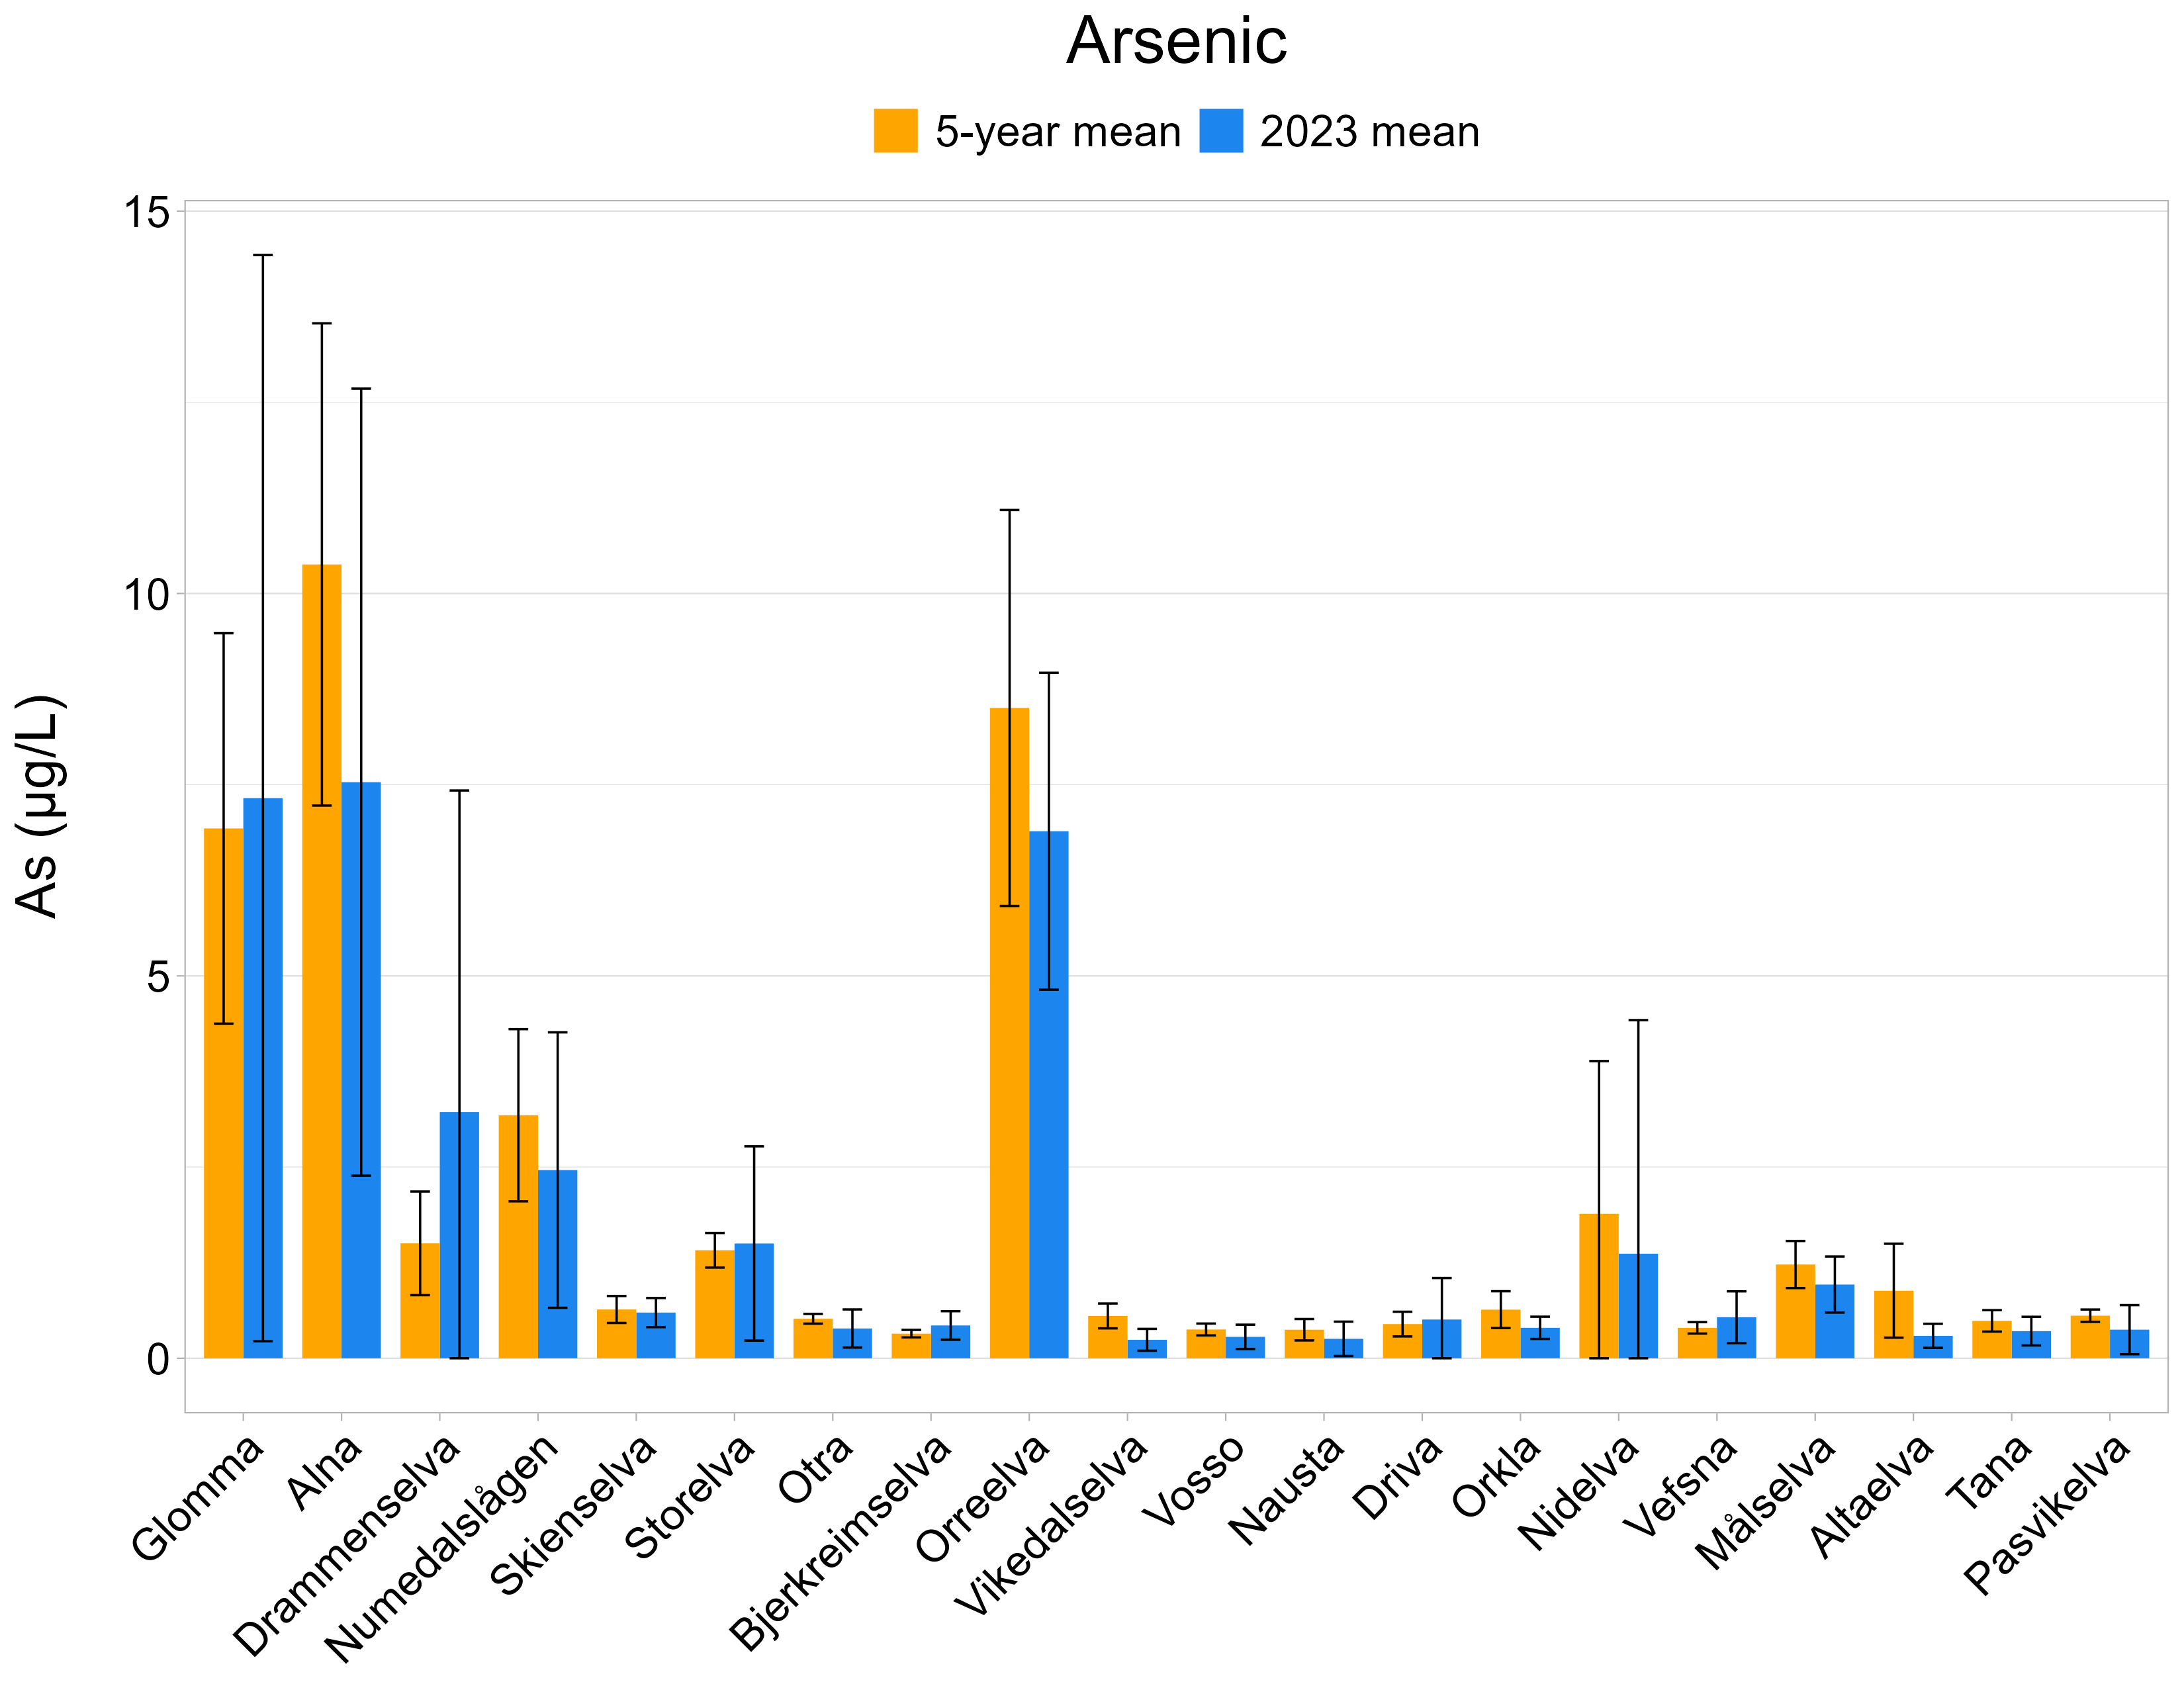 Arsenic
5-year mean 2023 mean
As (µg/L)
15
10
5
0
Glomma
Alna
Drammenselva
Numedalslågen
Skienselva
Storelva
Otra
Bjerkreimselva
Orreelva
Vikedalselva
Vosso
Nausta
Driva
Orkla
Nidelva
Vefsna
Målselva
Altaelva
Tana
Pasvikelva